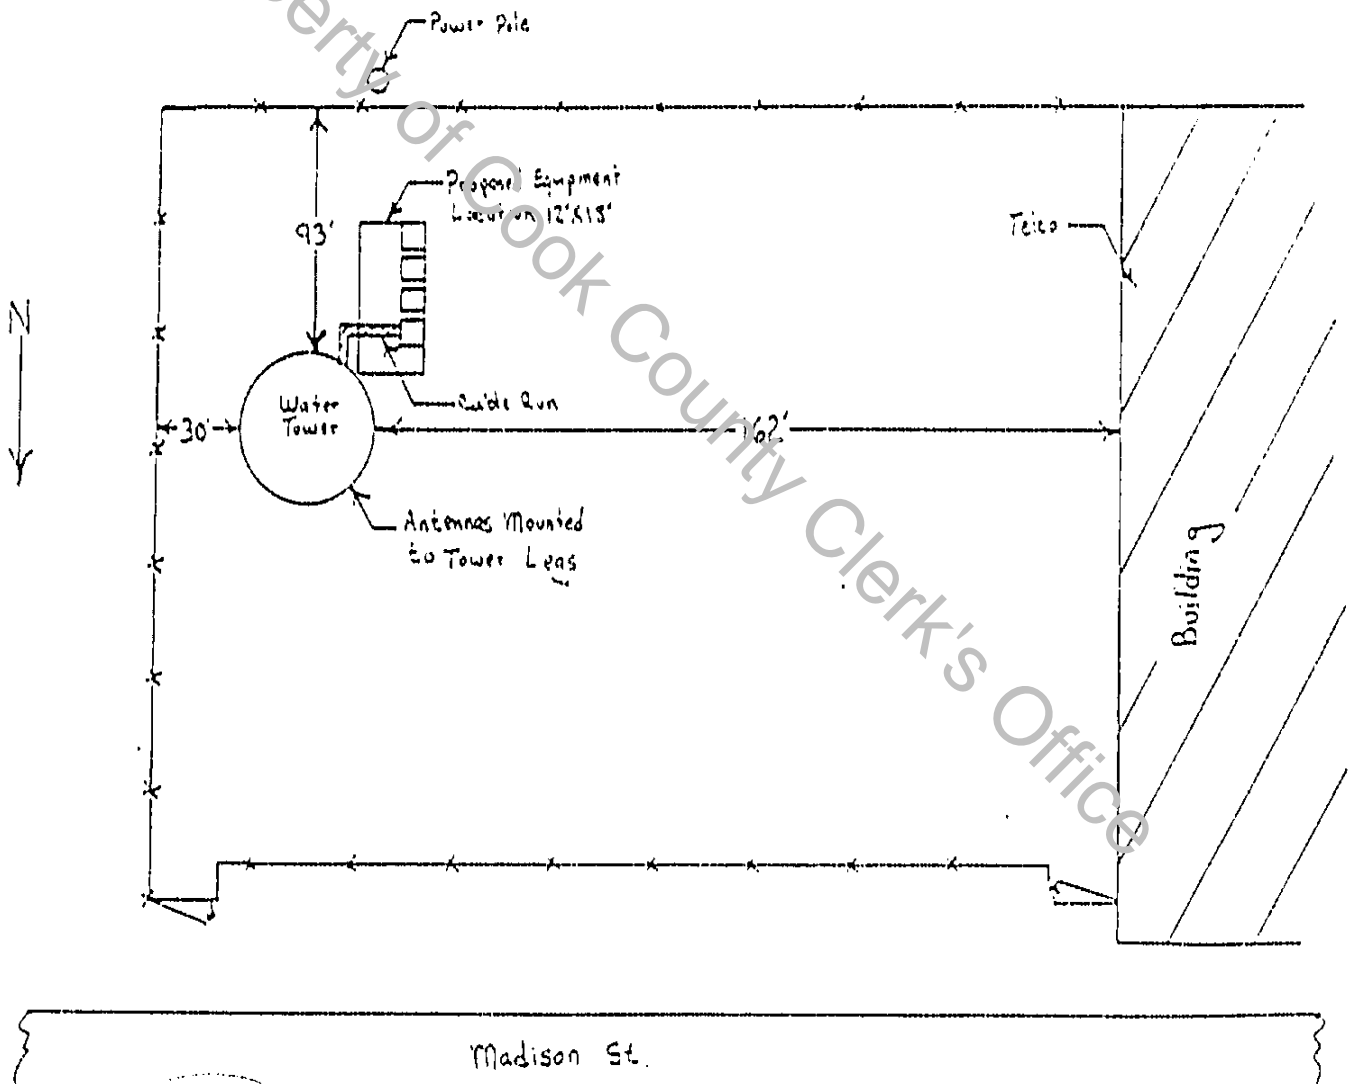 Power Pole
Property of Cook County Clerk's Office
Proposed Equipment
Location 12'X18'
93'
Telco
N
Water
Tower
Guide Run
30'
162'
Antennas Mounted
to Tower Legs
Building
Madison St.